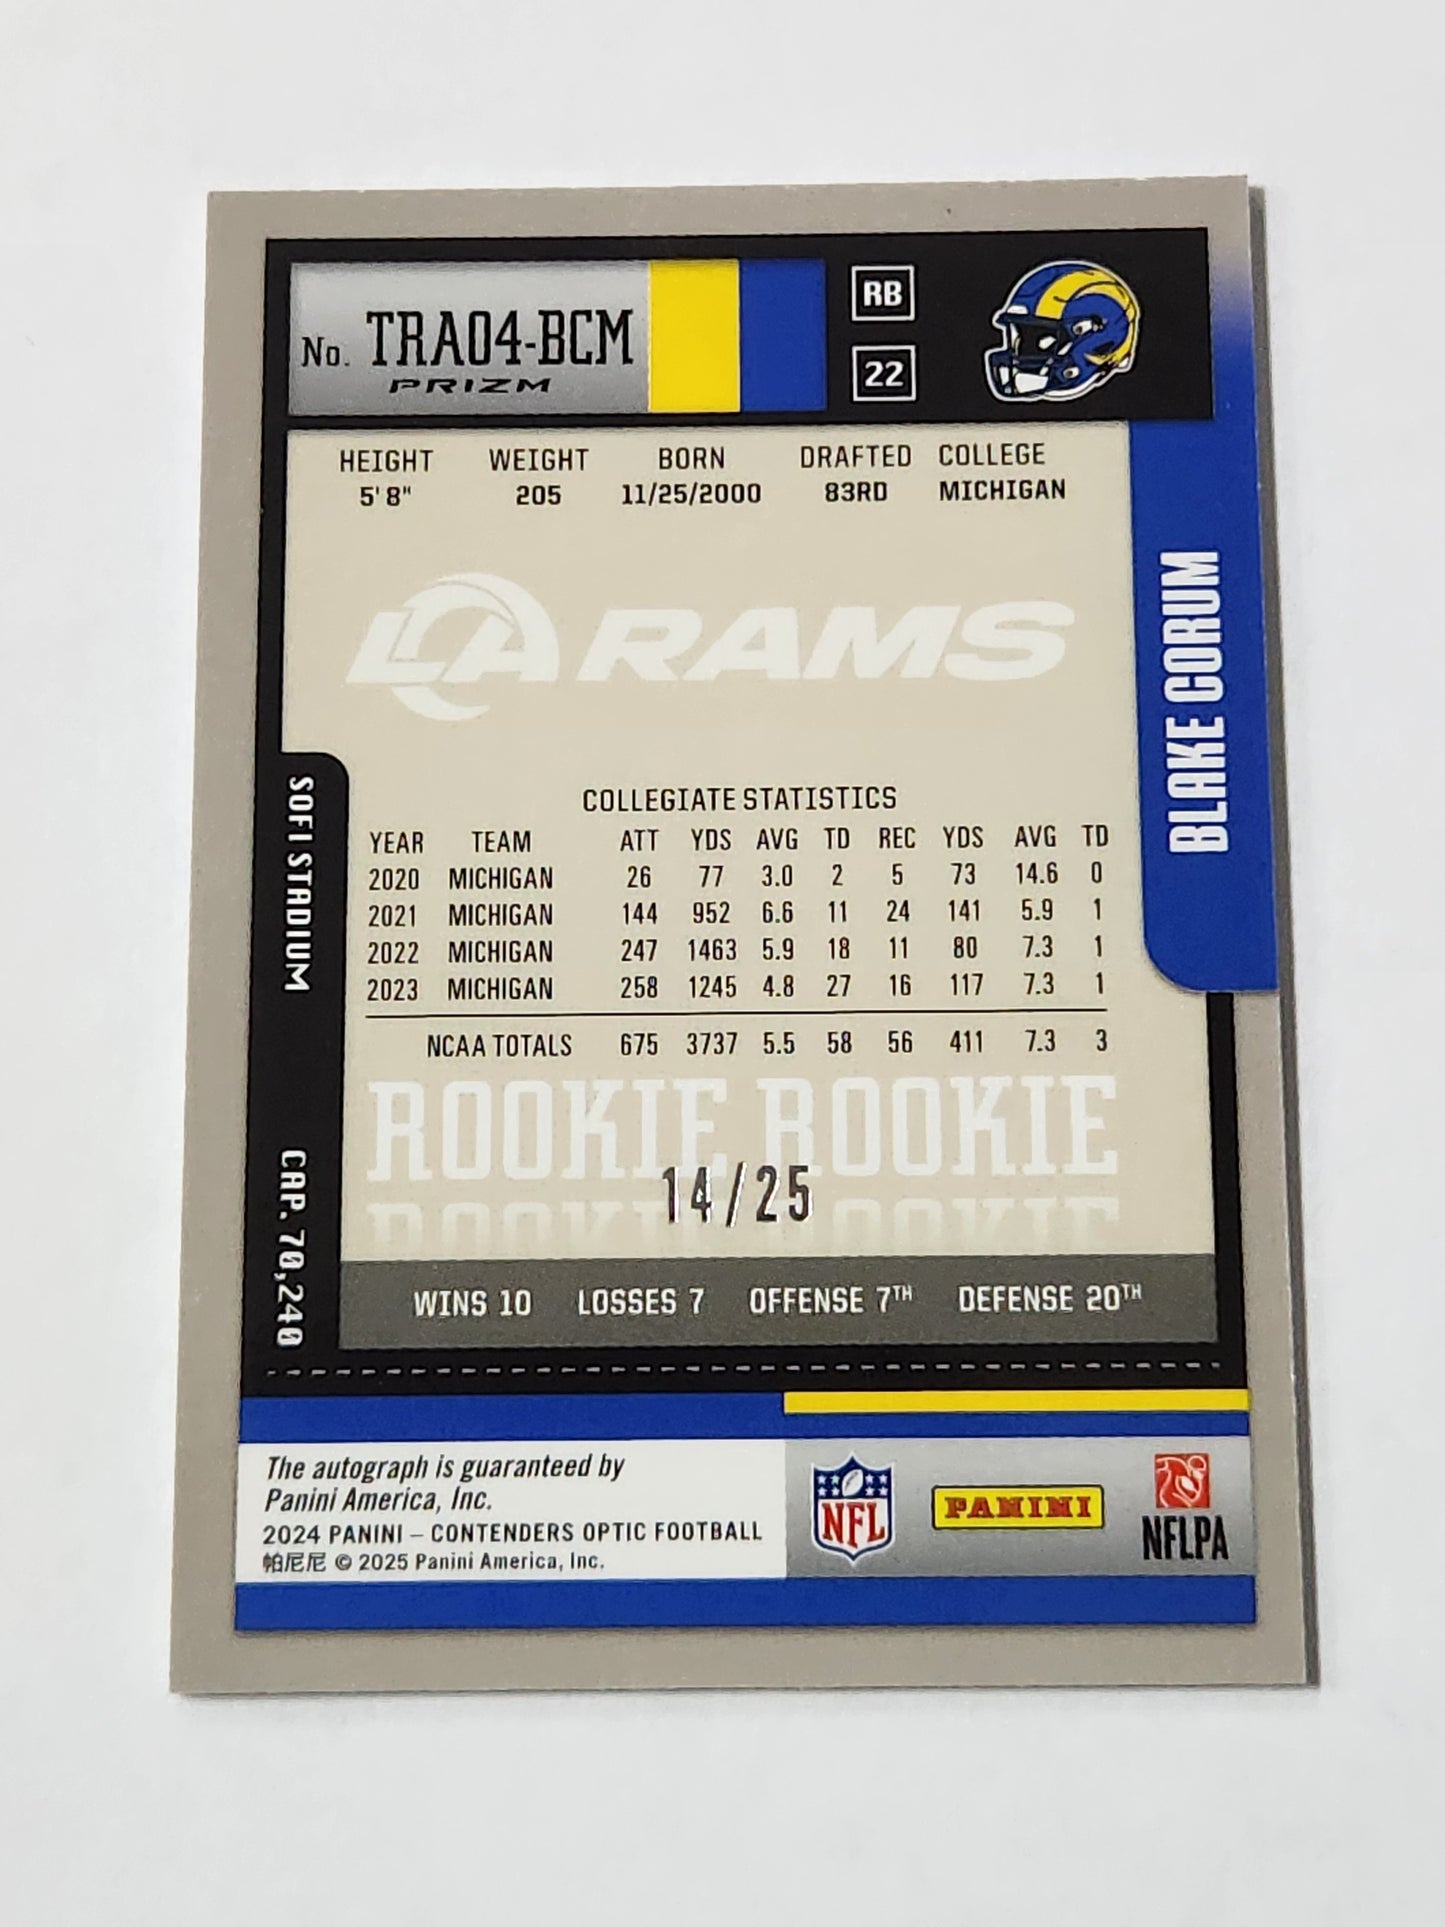 No. TRA04-BCM
PRIZM
RB
22
HEIGHT WEIGHT BORN DRAFTED COLLEGE
5' 8" 205 11/25/2000 83RD MICHIGAN
BLAKE CORUM
LA RAMS
SOFI STADIUM CAP. 70,240
COLLEGIATE STATISTICS
YEAR TEAM ATT YDS AVG TD REC YDS AVG TD
2020 MICHIGAN 26 77 3.0 2 5 73 14.6 0
2021 MICHIGAN 144 952 6.6 11 24 141 5.9 1
2022 MICHIGAN 247 1463 5.9 18 11 80 7.3 1
2023 MICHIGAN 258 1245 4.8 27 16 117 7.3 1
NCAA TOTALS 675 3737 5.5 58 56 411 7.3 3
ROOKIE ROOKIE
14/25
ROOKIE ROOKIE
WINS 10 LOSSES 7 OFFENSE 7TH DEFENSE 20TH
The autograph is guaranteed by
Panini America, Inc.
2024 PANINI – CONTENDERS OPTIC FOOTBALL
帕尼尼 © 2025 Panini America, Inc.
NFL
PANINI
NFLPA